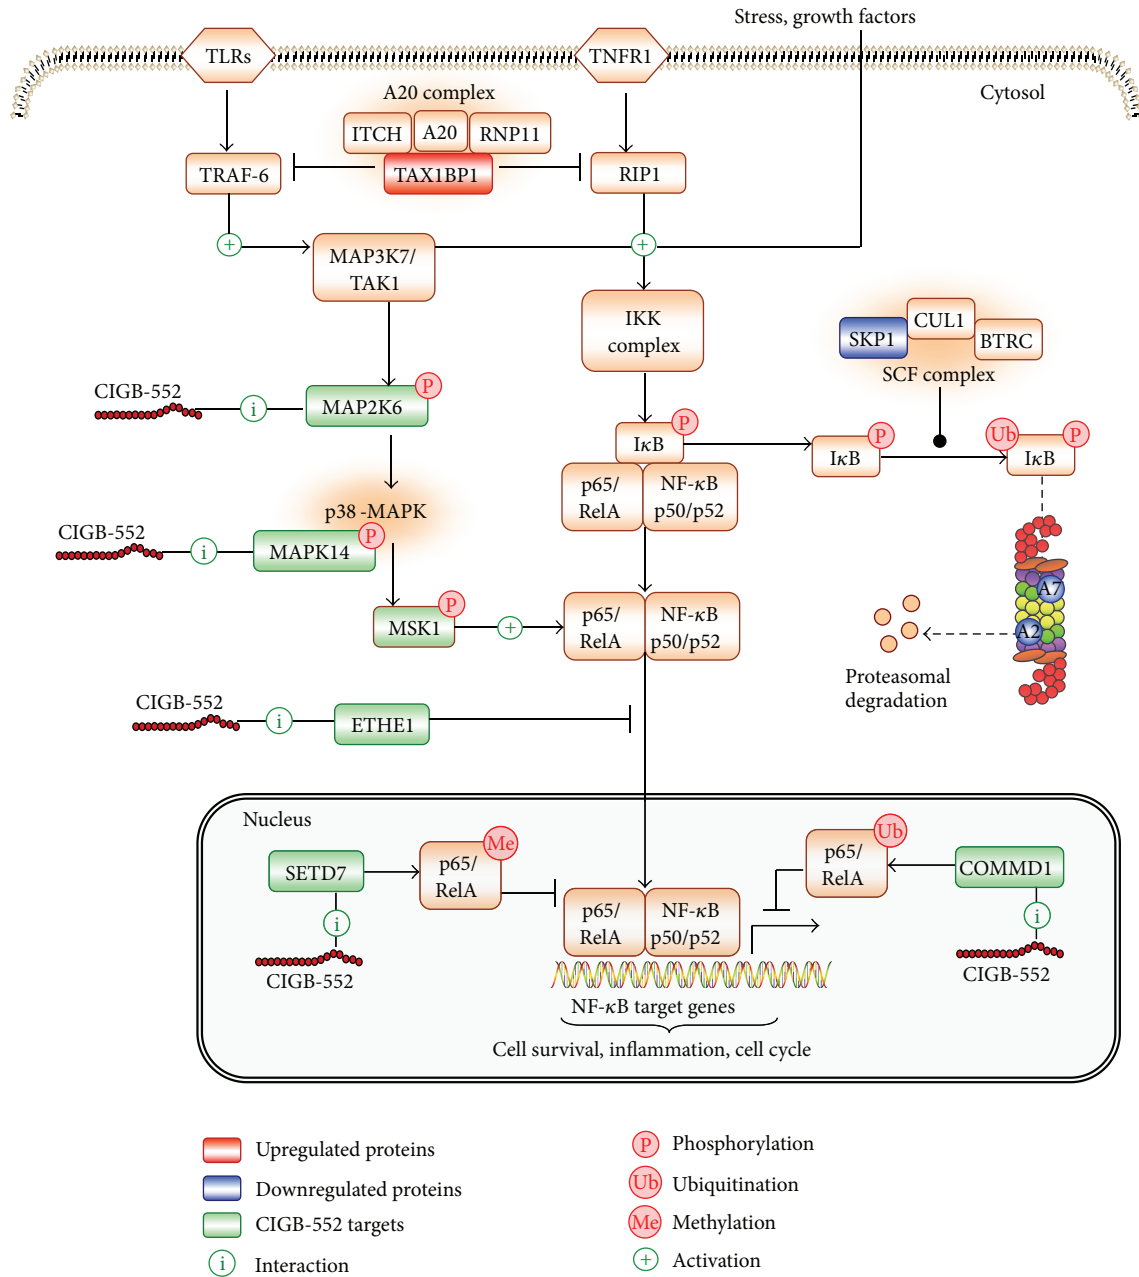 Stress, growth factors
TLRs
TNFR1
Cytosol
A20 complex
ITCH
A20
RNP11
TAX1BP1
TRAF-6
RIP1
+
MAP3K7/
TAK1
+
IKK
complex
SKP1
CUL1
BTRC
SCF complex
CIGB-552
i
MAP2K6
P
IκB
P
IκB
P
Ub
IκB
P
p65/
RelA
NF-κB
p50/p52
p38 -MAPK
CIGB-552
i
MAPK14
P
A7
A2
MSK1
P
+
p65/
RelA
NF-κB
p50/p52
Proteasomal
degradation
CIGB-552
i
ETHE1
Nucleus
SETD7
p65/
RelA
Me
p65/
RelA
Ub
COMMD1
i
CIGB-552
p65/
RelA
NF-κB
p50/p52
i
CIGB-552
NF-κB target genes
Cell survival, inflammation, cell cycle
Upregulated proteins
Downregulated proteins
CIGB-552 targets
i Interaction
P Phosphorylation
Ub Ubiquitination
Me Methylation
+ Activation